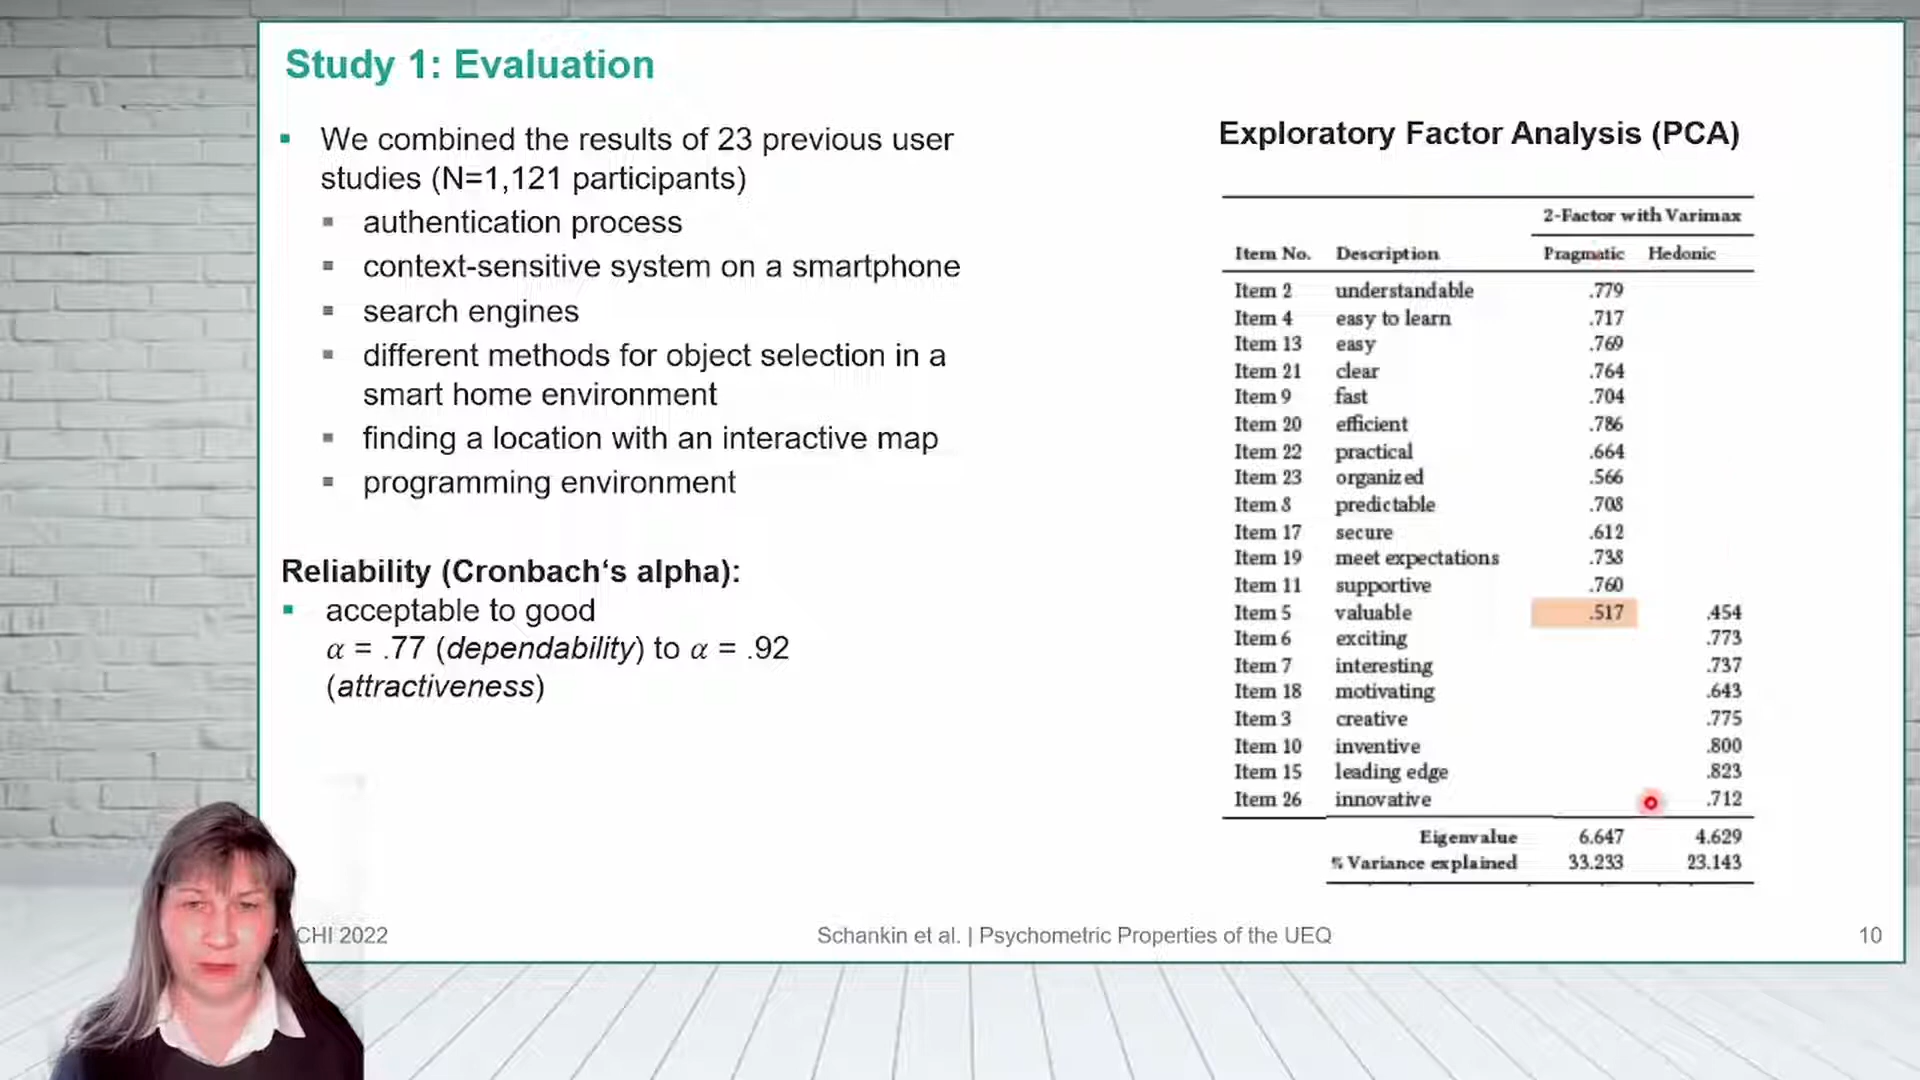 Study 1: Evaluation
We combined the results of 23 previous user
studies (N=1,121 participants)
authentication process
context-sensitive system on a smartphone
search engines
different methods for object selection in a
smart home environment
finding a location with an interactive map
programming environment
Reliability (Cronbach‘s alpha):
acceptable to good
α = .77 (dependability) to α = .92
(attractiveness)
Exploratory Factor Analysis (PCA)
2-Factor with Varimax
Item No. Description Pragmatic Hedonic
Item 2 understandable .779
Item 4 easy to learn .717
Item 13 easy .769
Item 21 clear .764
Item 9 fast .704
Item 20 efficient .786
Item 22 practical .664
Item 23 organized .566
Item 8 predictable .708
Item 17 secure .612
Item 19 meet expectations .738
Item 11 supportive .760
Item 5 valuable .517 .454
Item 6 exciting .773
Item 7 interesting .737
Item 18 motivating .643
Item 3 creative .775
Item 10 inventive .800
Item 15 leading edge .823
Item 26 innovative .712
Eigenvalue 6.647 4.629
% Variance explained 33.233 23.143
CHI 2022
Schankin et al. | Psychometric Properties of the UEQ
10